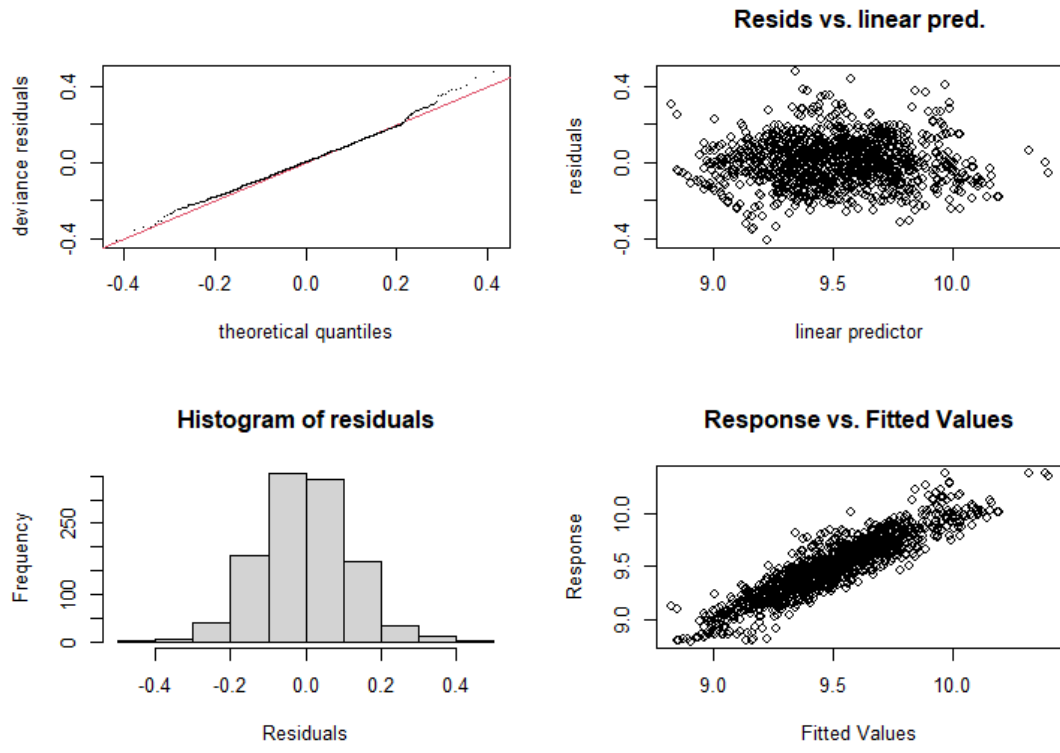 deviance residuals
0.4
0.0
-0.4
-0.4
-0.2
0.0
0.2
0.4
theoretical quantiles
Resids vs. linear pred.
residuals
0.4
0.0
-0.4
9.0
9.5
10.0
linear predictor
Histogram of residuals
Frequency
250
100
0
-0.4
-0.2
0.0
0.2
0.4
Residuals
Response vs. Fitted Values
Response
10.0
9.5
9.0
9.0
9.5
10.0
Fitted Values